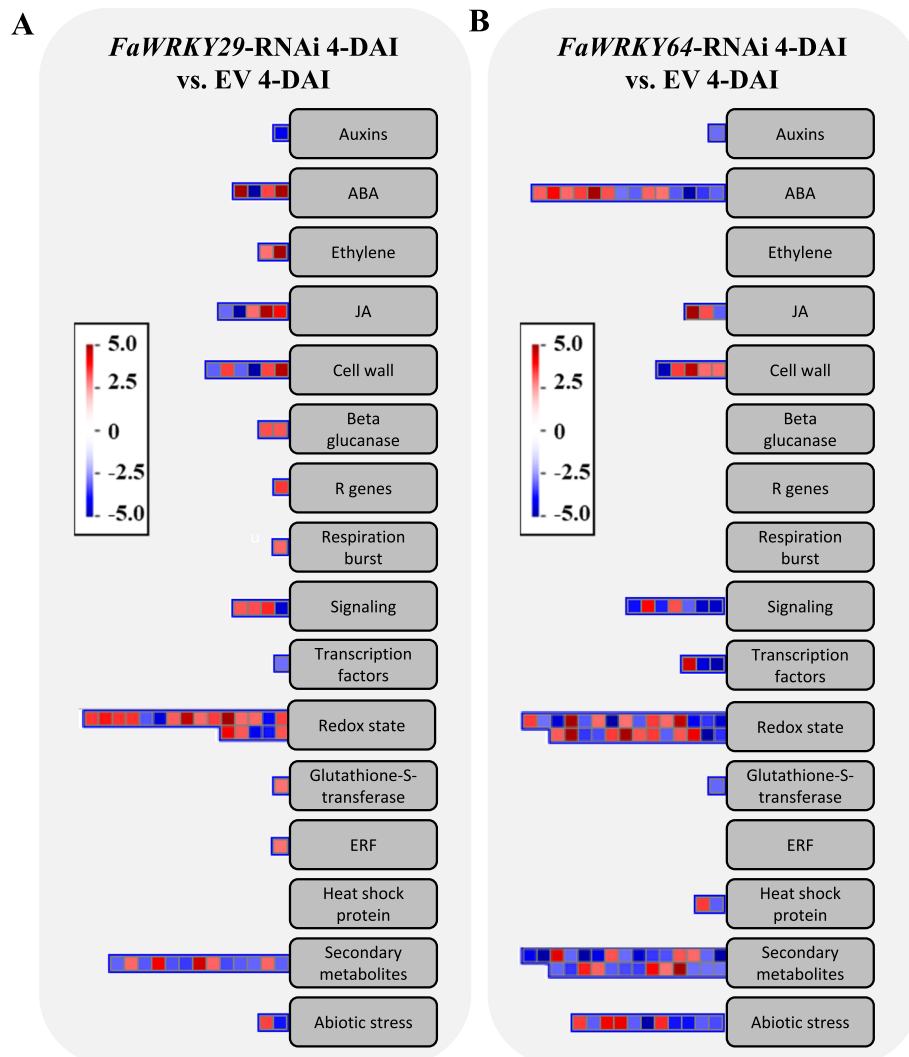 A
FaWRKY29-RNAi 4-DAI
vs. EV 4-DAI
Auxins
ABA
Ethylene
JA
Cell wall
Beta
glucanase
R genes
Respiration
burst
Signaling
Transcription
factors
Redox state
Glutathione-S-
transferase
ERF
Heat shock
protein
Secondary
metabolites
Abiotic stress
5.0
2.5
0
-2.5
-5.0
u
B
FaWRKY64-RNAi 4-DAI
vs. EV 4-DAI
Auxins
ABA
Ethylene
JA
Cell wall
Beta
glucanase
R genes
Respiration
burst
Signaling
Transcription
factors
Redox state
Glutathione-S-
transferase
ERF
Heat shock
protein
Secondary
metabolites
Abiotic stress
5.0
2.5
0
-2.5
-5.0